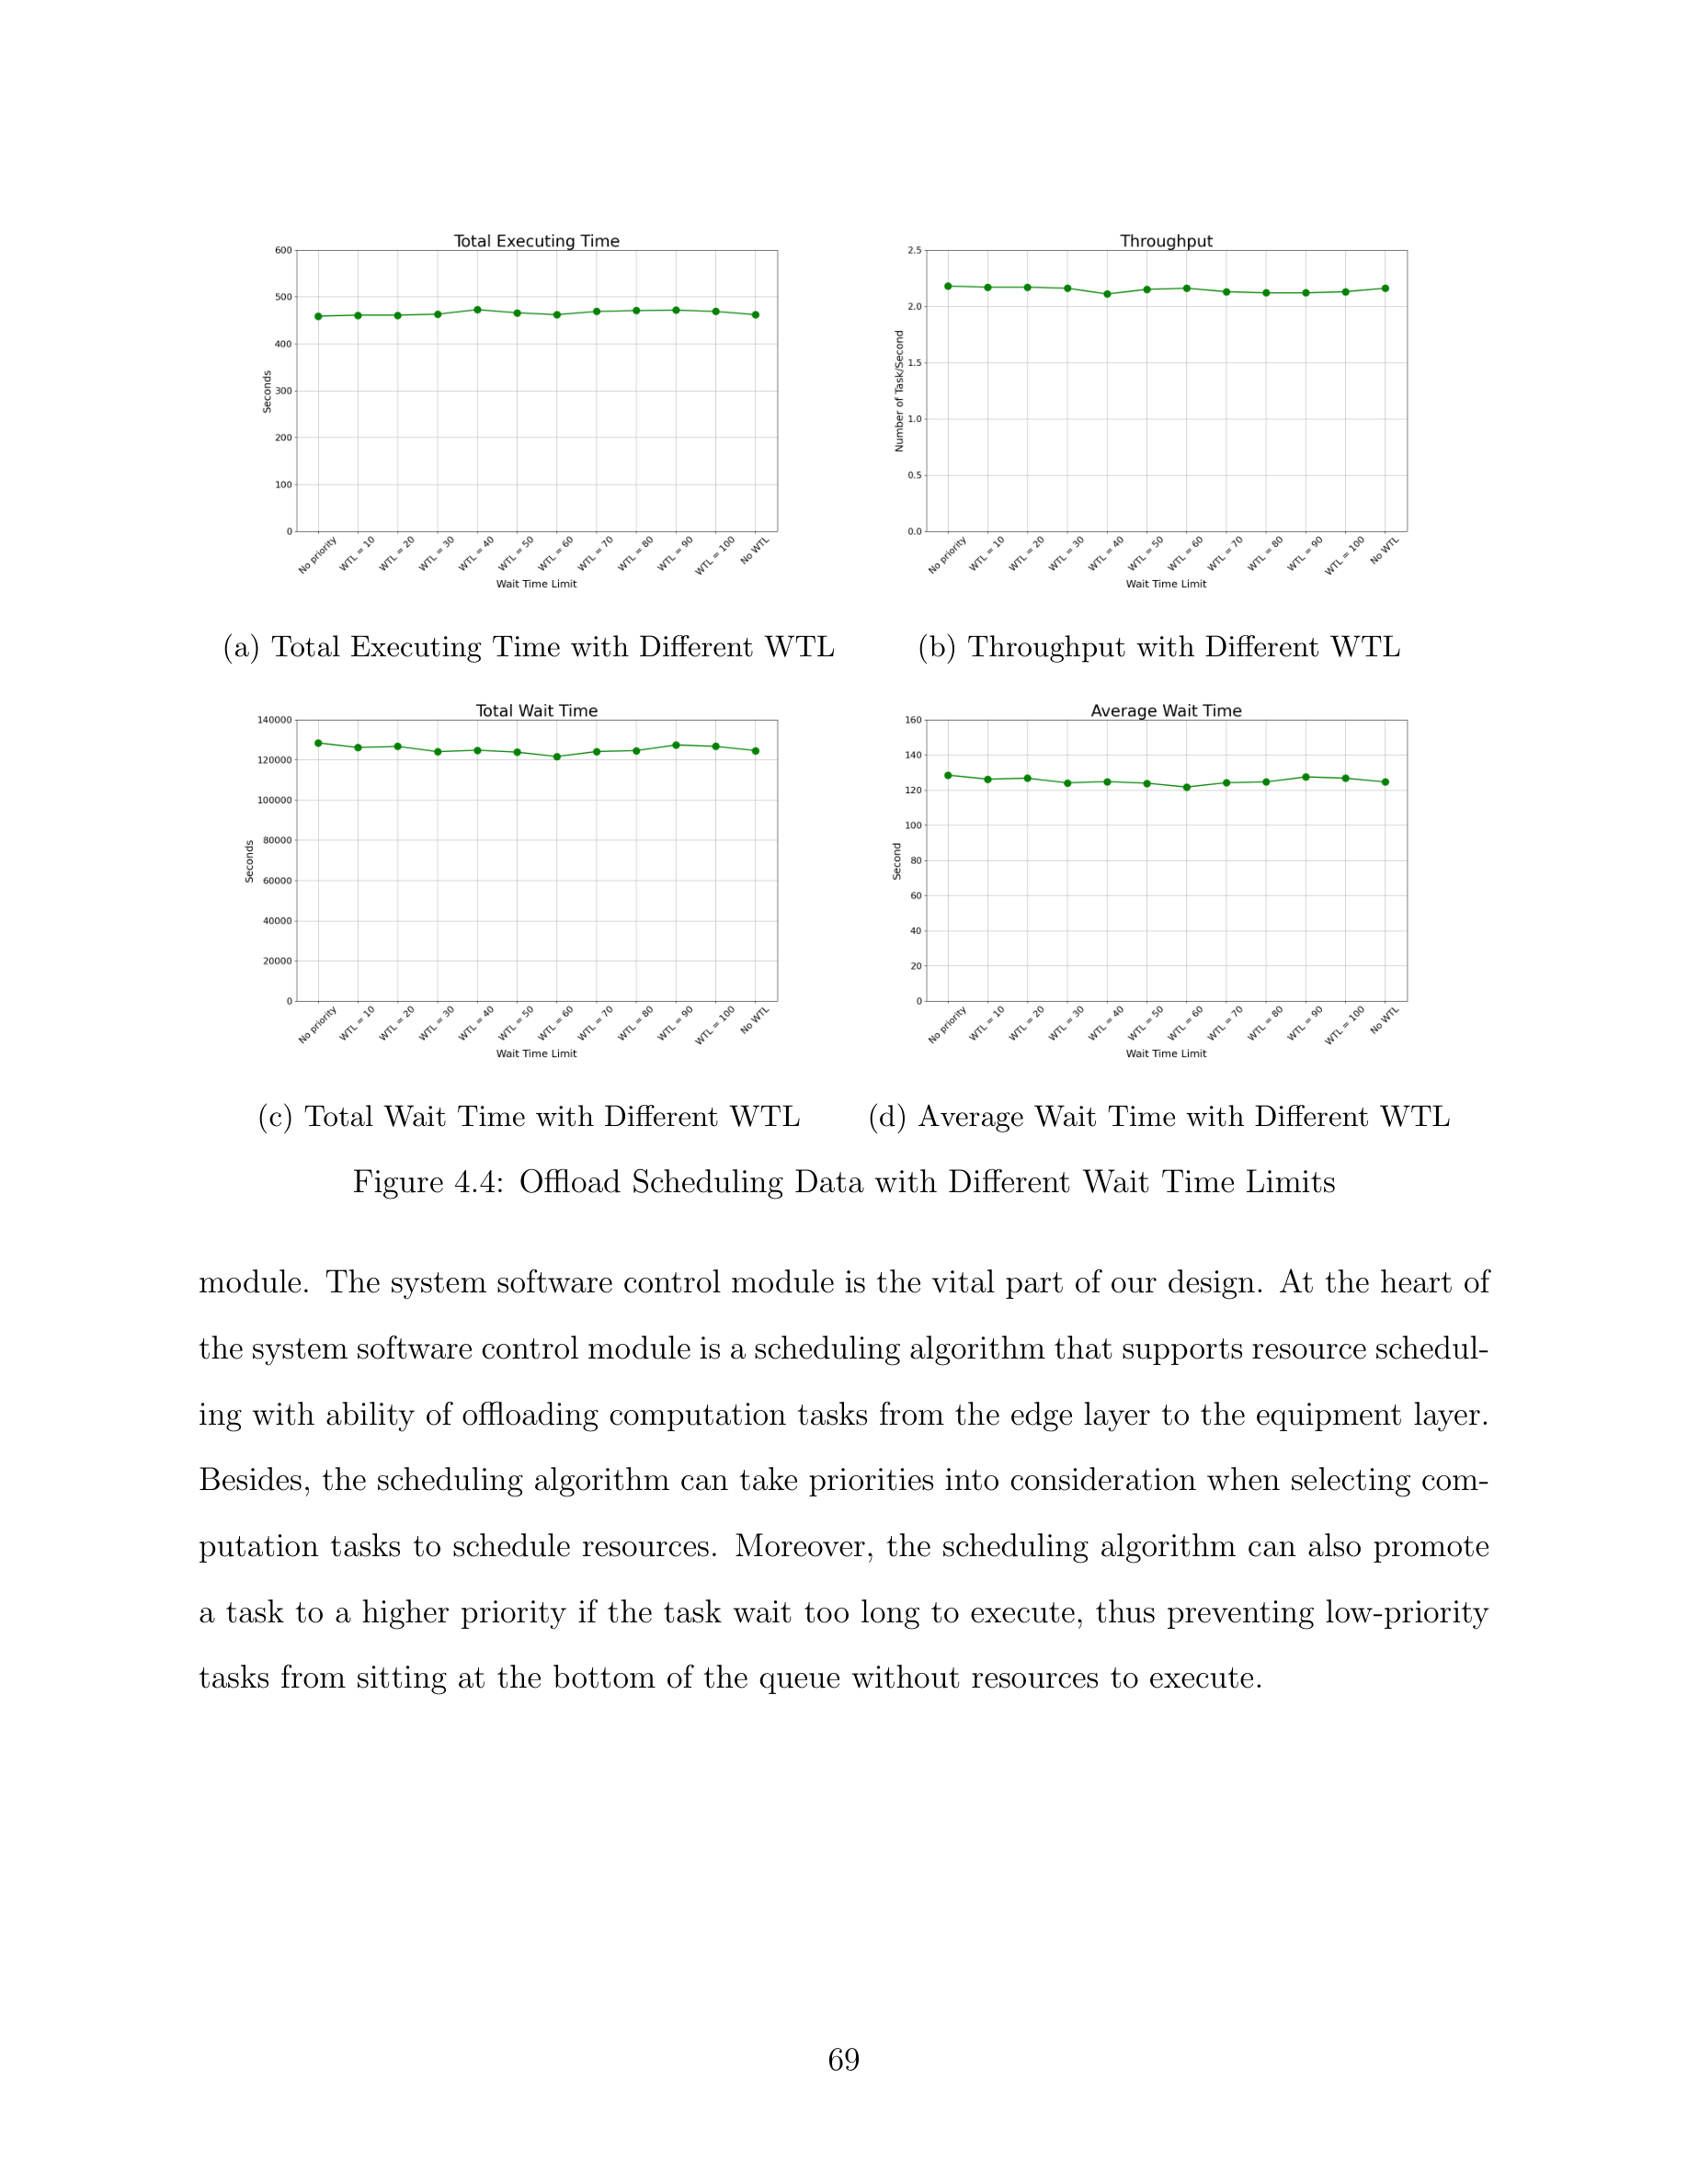 Total Executing Time
600
500
400
300
200
100
0
Seconds
No priority
WTL = 10
WTL = 20
WTL = 30
WTL = 40
WTL = 50
WTL = 60
WTL = 70
WTL = 80
WTL = 90
WTL = 100
No WTL
Wait Time Limit
(a) Total Executing Time with Different WTL
Throughput
2.5
2.0
1.5
1.0
0.5
0.0
Number of Task/Second
No priority
WTL = 10
WTL = 20
WTL = 30
WTL = 40
WTL = 50
WTL = 60
WTL = 70
WTL = 80
WTL = 90
WTL = 100
No WTL
Wait Time Limit
(b) Throughput with Different WTL
Total Wait Time
140000
120000
100000
80000
60000
40000
20000
0
Seconds
No priority
WTL = 10
WTL = 20
WTL = 30
WTL = 40
WTL = 50
WTL = 60
WTL = 70
WTL = 80
WTL = 90
WTL = 100
No WTL
Wait Time Limit
(c) Total Wait Time with Different WTL
Average Wait Time
160
140
120
100
80
60
40
20
0
Second
No priority
WTL = 10
WTL = 20
WTL = 30
WTL = 40
WTL = 50
WTL = 60
WTL = 70
WTL = 80
WTL = 90
WTL = 100
No WTL
Wait Time Limit
(d) Average Wait Time with Different WTL
Figure 4.4: Offload Scheduling Data with Different Wait Time Limits
module. The system software control module is the vital part of our design. At the heart of
the system software control module is a scheduling algorithm that supports resource schedul-
ing with ability of offloading computation tasks from the edge layer to the equipment layer.
Besides, the scheduling algorithm can take priorities into consideration when selecting com-
putation tasks to schedule resources. Moreover, the scheduling algorithm can also promote
a task to a higher priority if the task wait too long to execute, thus preventing low-priority
tasks from sitting at the bottom of the queue without resources to execute.
69